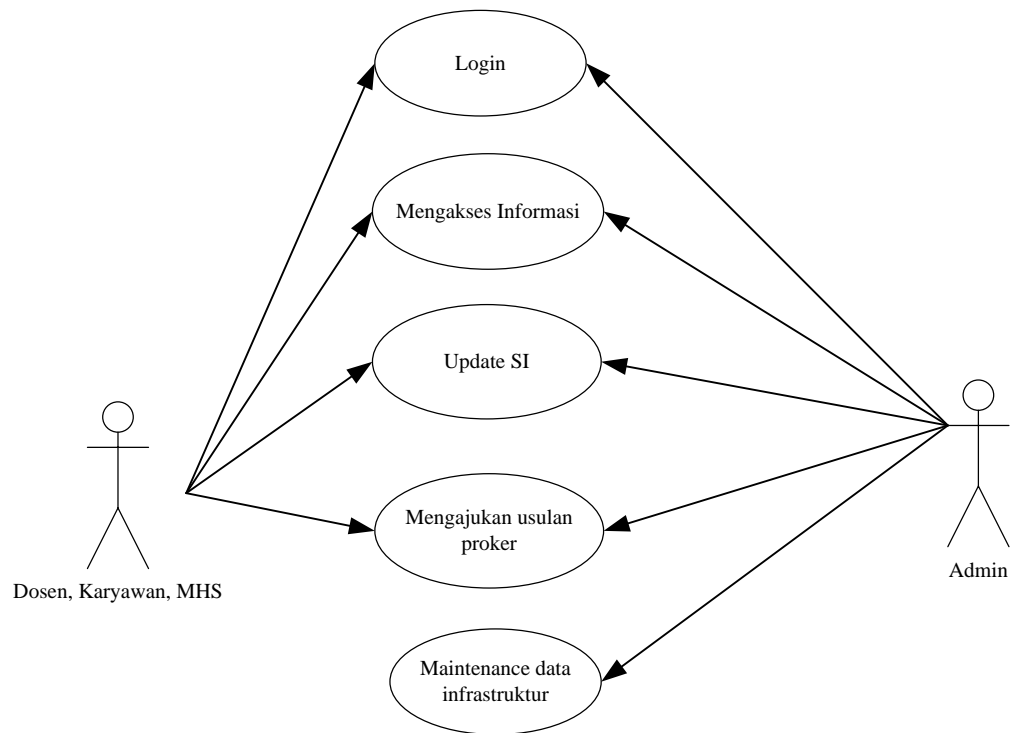 Login
Mengakses Informasi
Update SI
Mengajukan usulan
proker
Maintenance data
infrastruktur
Dosen, Karyawan, MHS
Admin